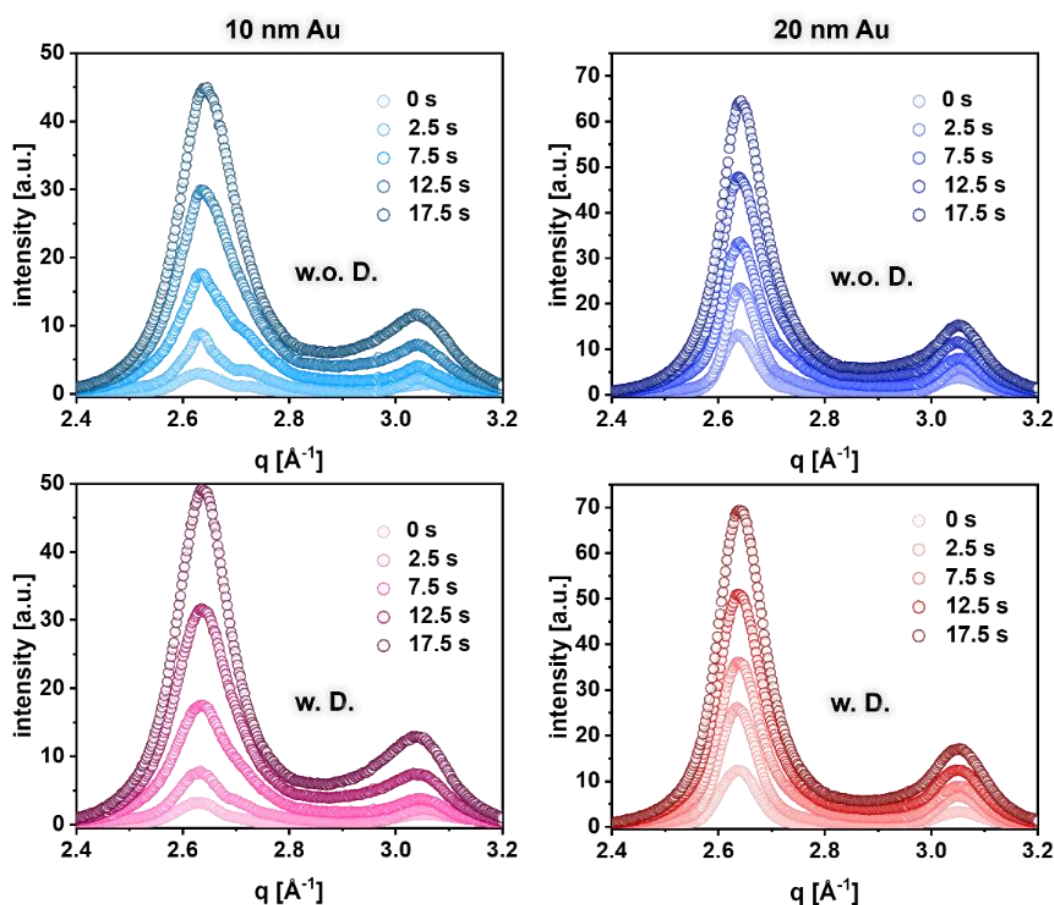 10 nm Au
20 nm Au
intensity [a.u.]
50
40
30
20
10
0
0 s
2.5 s
7.5 s
12.5 s
17.5 s
w.o. D.
2.4
2.6
2.8
3.0
3.2
q [Å-1]
intensity [a.u.]
70
60
50
40
30
20
10
0
0 s
2.5 s
7.5 s
12.5 s
17.5 s
w.o. D.
2.4
2.6
2.8
3.0
3.2
q [Å-1]
intensity [a.u.]
50
40
30
20
10
0
0 s
2.5 s
7.5 s
12.5 s
17.5 s
w. D.
2.4
2.6
2.8
3.0
3.2
q [Å-1]
intensity [a.u.]
70
60
50
40
30
20
10
0
0 s
2.5 s
7.5 s
12.5 s
17.5 s
w. D.
2.4
2.6
2.8
3.0
3.2
q [Å-1]